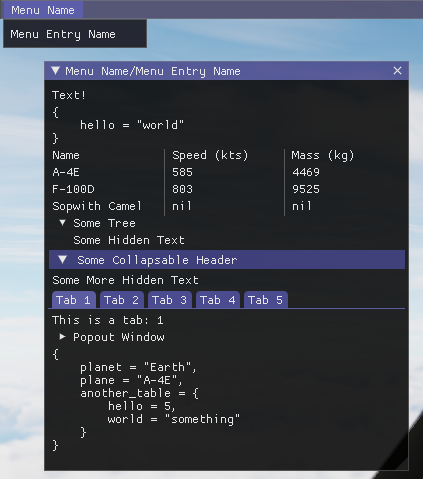 Menu Name
Menu Entry Name
Menu Name/Menu Entry Name
Text!
{
    hello = "world"
}
Name Speed (kts) Mass (kg)
A-4E 585 4469
F-100D 803 9525
Sopwith Camel nil nil
Some Tree
Some Hidden Text
Some Collapsable Header
Some More Hidden Text
Tab 1 Tab 2 Tab 3 Tab 4 Tab 5
This is a tab: 1
Popout Window
{
    planet = "Earth",
    plane = "A-4E",
    another_table = {
        hello = 5,
        world = "something"
    }
}